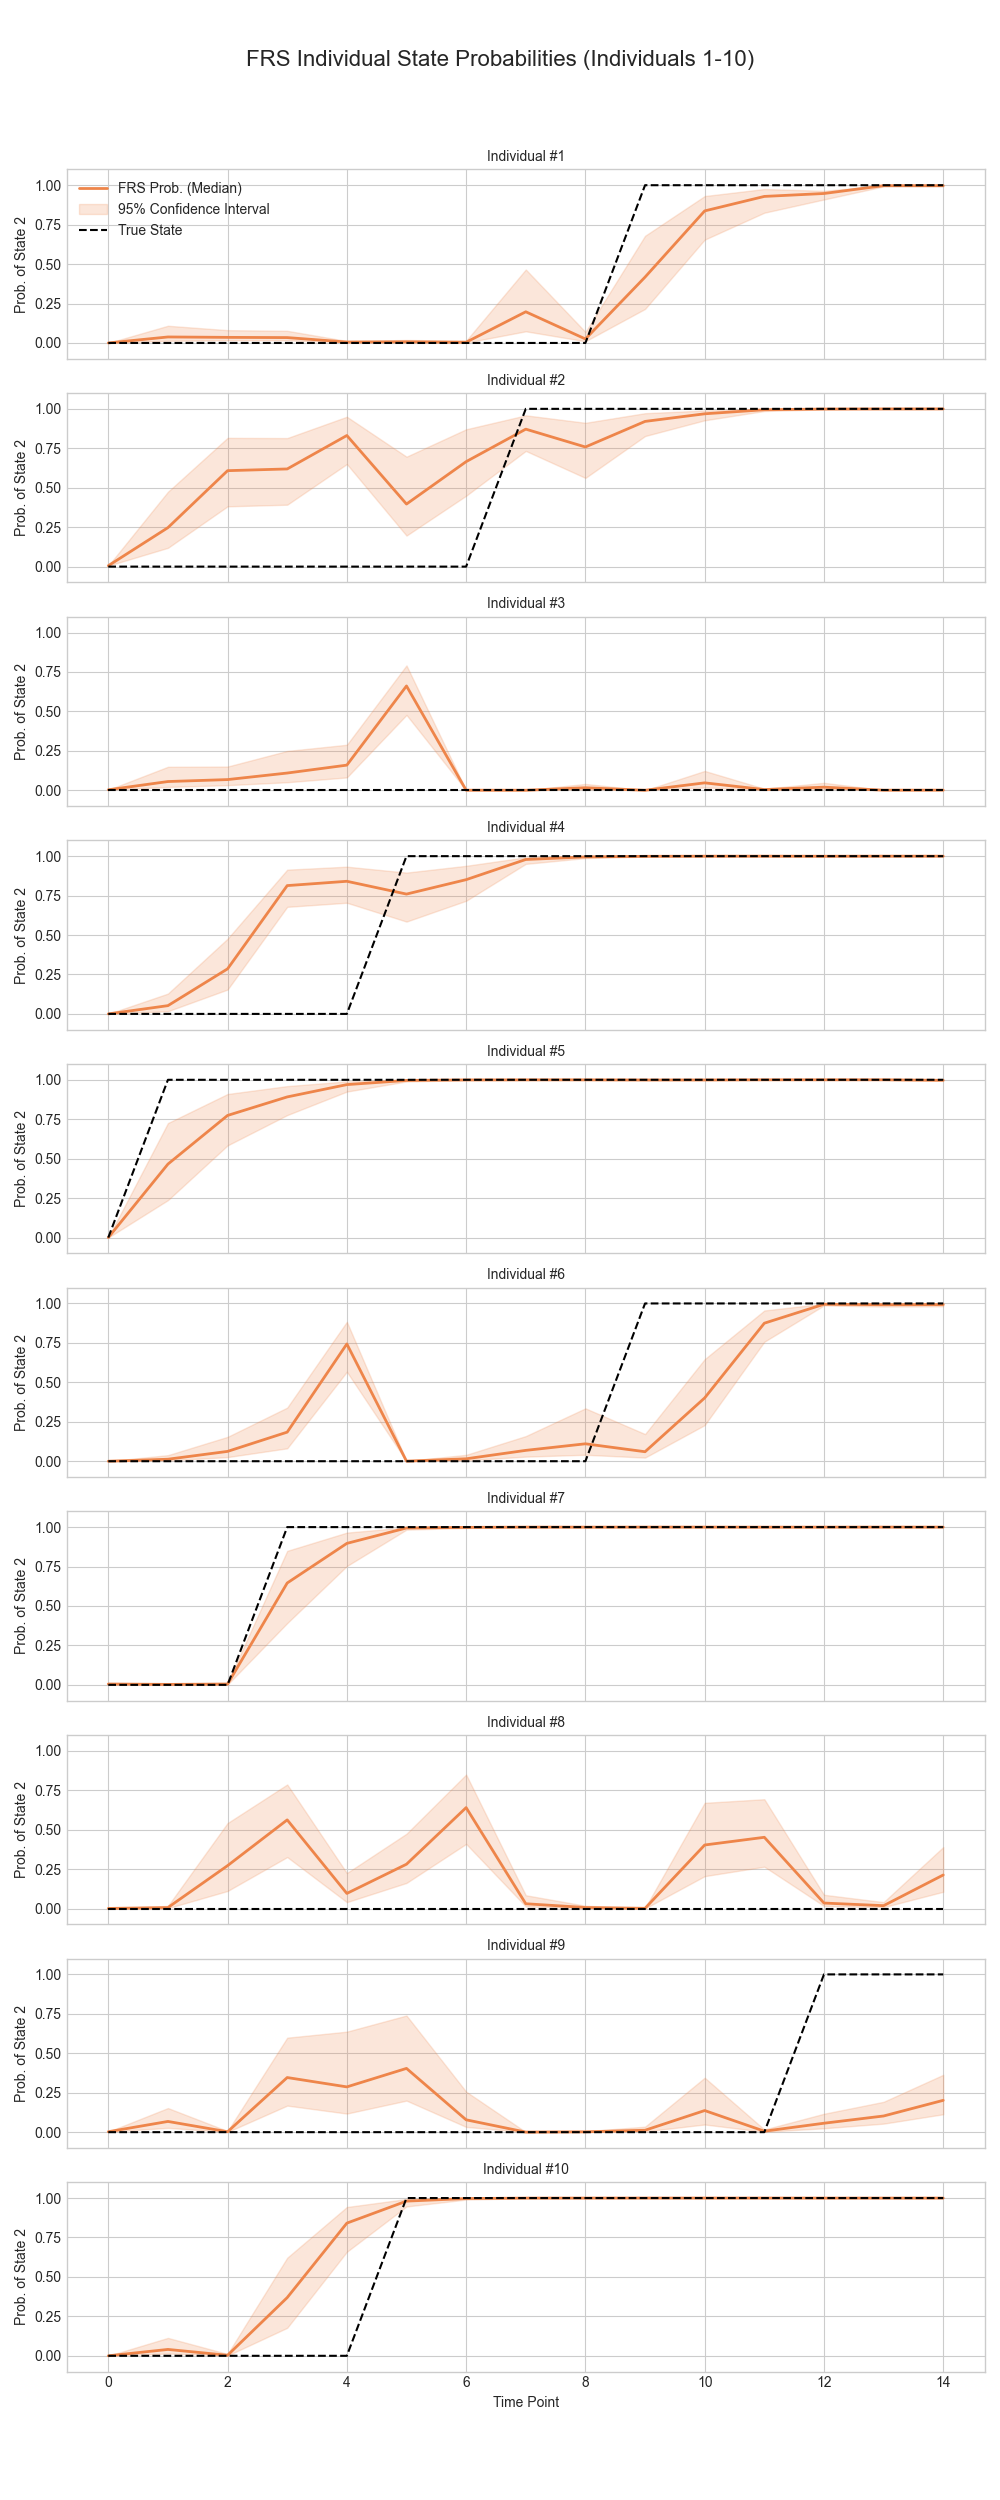 FRS Individual State Probabilities (Individuals 1-10)
Individual #1
1.00
0.75
0.50
0.25
0.00
Prob. of State 2
FRS Prob. (Median)
95% Confidence Interval
True State
Individual #2
1.00
0.75
0.50
0.25
0.00
Prob. of State 2
Individual #3
1.00
0.75
0.50
0.25
0.00
Prob. of State 2
Individual #4
1.00
0.75
0.50
0.25
0.00
Prob. of State 2
Individual #5
1.00
0.75
0.50
0.25
0.00
Prob. of State 2
Individual #6
1.00
0.75
0.50
0.25
0.00
Prob. of State 2
Individual #7
1.00
0.75
0.50
0.25
0.00
Prob. of State 2
Individual #8
1.00
0.75
0.50
0.25
0.00
Prob. of State 2
Individual #9
1.00
0.75
0.50
0.25
0.00
Prob. of State 2
Individual #10
1.00
0.75
0.50
0.25
0.00
Prob. of State 2
0 2 4 6 8 10 12 14
Time Point